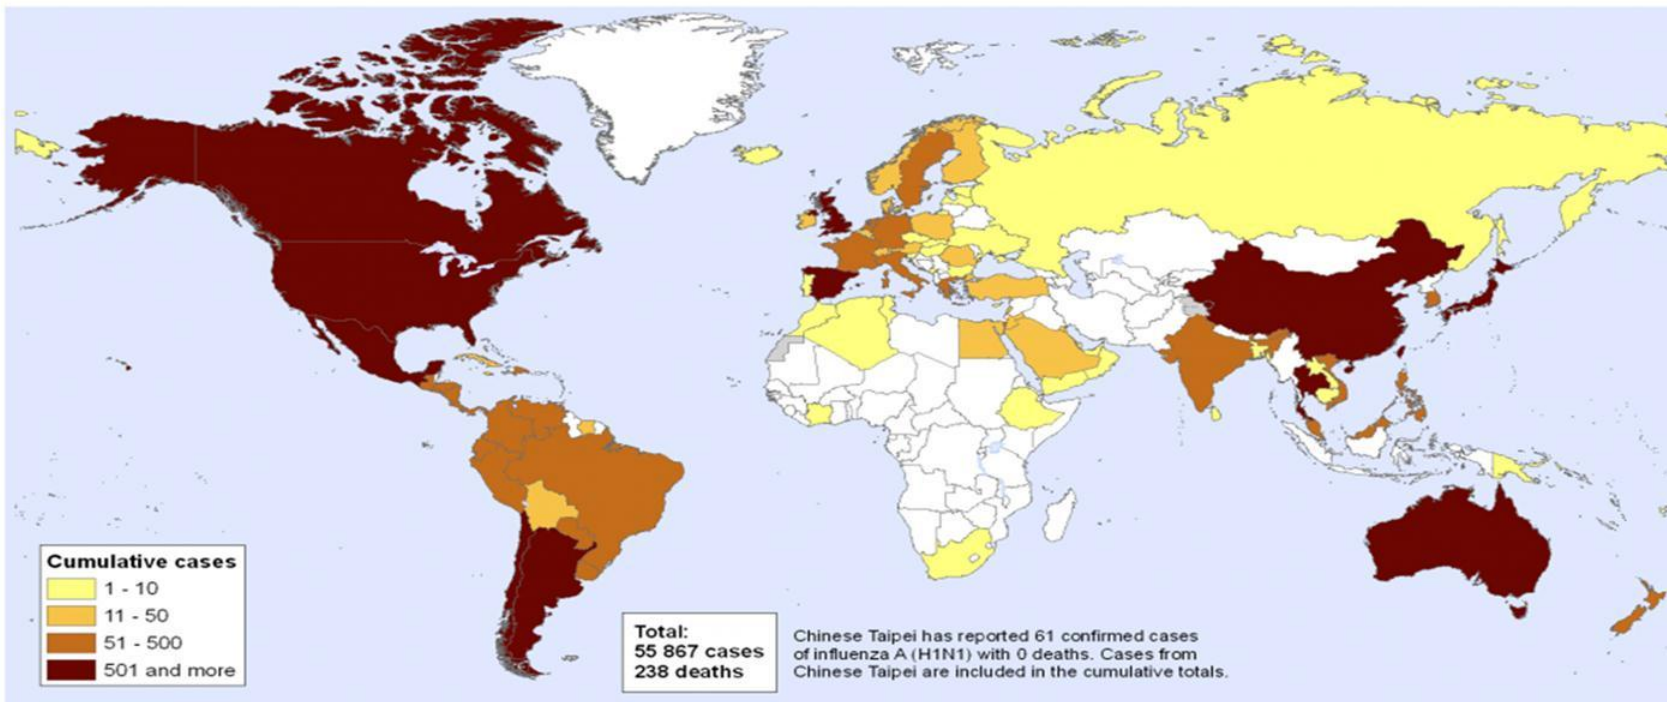 Cumulative cases
1 - 10
11 - 50
51 - 500
501 and more
Total:
55 867 cases
238 deaths
Chinese Taipei has reported 61 confirmed cases
of influenza A (H1N1) with 0 deaths. Cases from
Chinese Taipei are included in the cumulative totals.